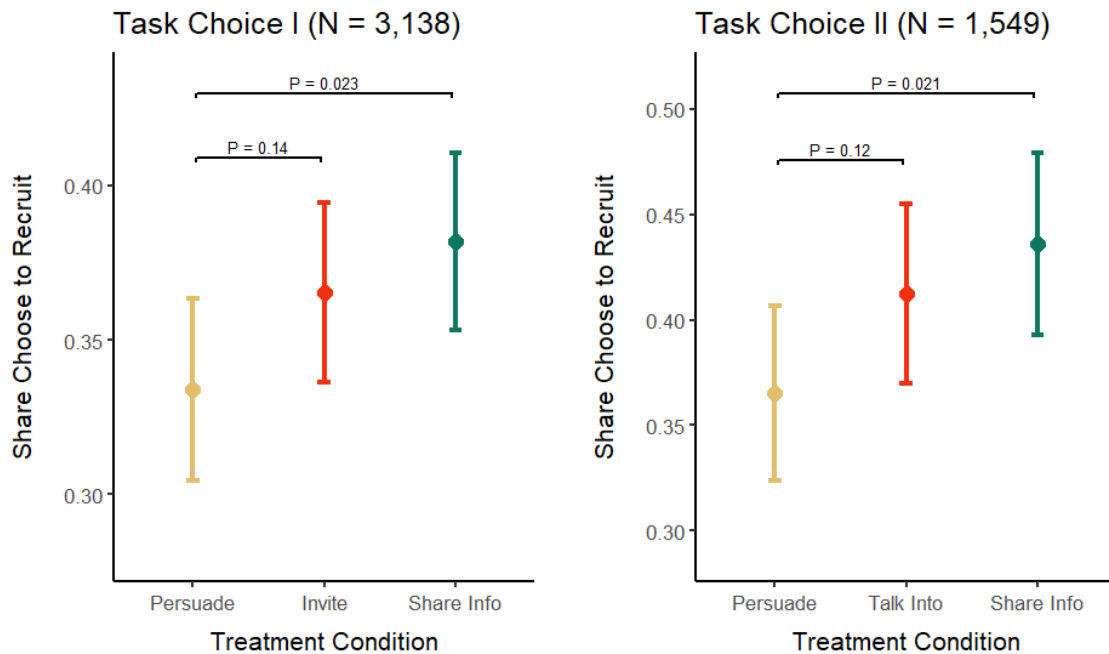 Task Choice I (N = 3,138)
P = 0.023
P = 0.14
0.40
0.35
0.30
Share Choose to Recruit
Persuade Invite Share Info
Treatment Condition
Task Choice II (N = 1,549)
P = 0.021
P = 0.12
0.50
0.45
0.40
0.35
0.30
Share Choose to Recruit
Persuade Talk Into Share Info
Treatment Condition